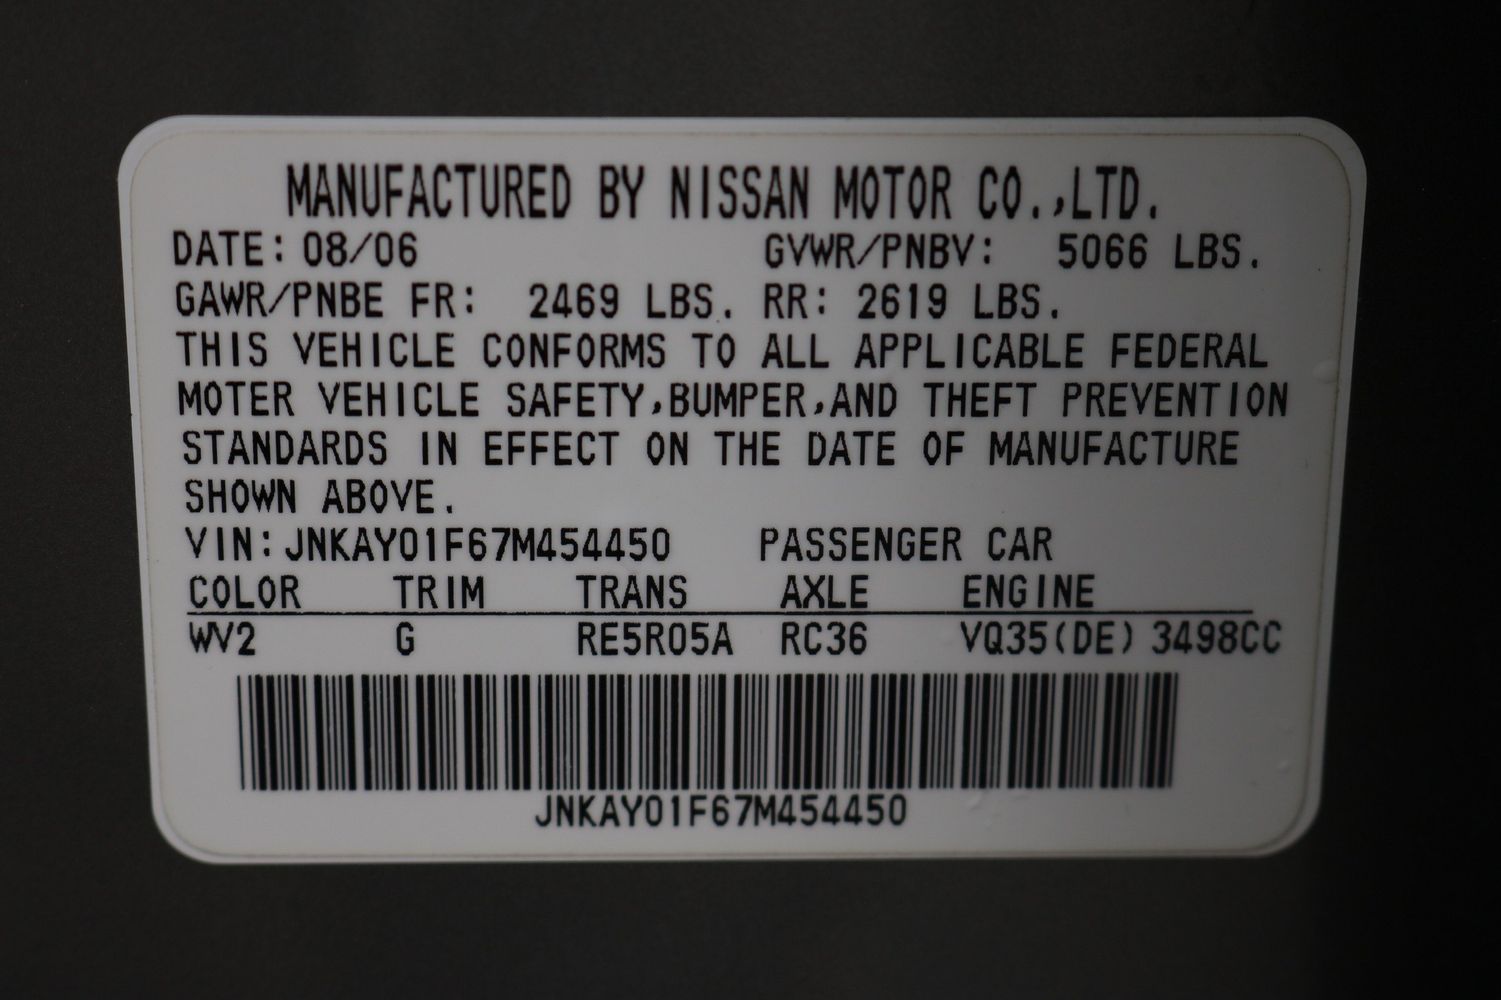 MANUFACTURED BY NISSAN MOTOR CO.,LTD.
DATE: 08/06 GVWR/PNBV: 5066 LBS.
GAWR/PNBE FR: 2469 LBS. RR: 2619 LBS.
THIS VEHICLE CONFORMS TO ALL APPLICABLE FEDERAL
MOTER VEHICLE SAFETY,BUMPER,AND THEFT PREVENTION
STANDARDS IN EFFECT ON THE DATE OF MANUFACTURE
SHOWN ABOVE.
VIN: JNKAY01F67M454450 PASSENGER CAR
COLOR TRIM TRANS AXLE ENGINE
WV2 G RE5R05A RC36 VQ35(DE) 3498CC
JNKAY01F67M454450